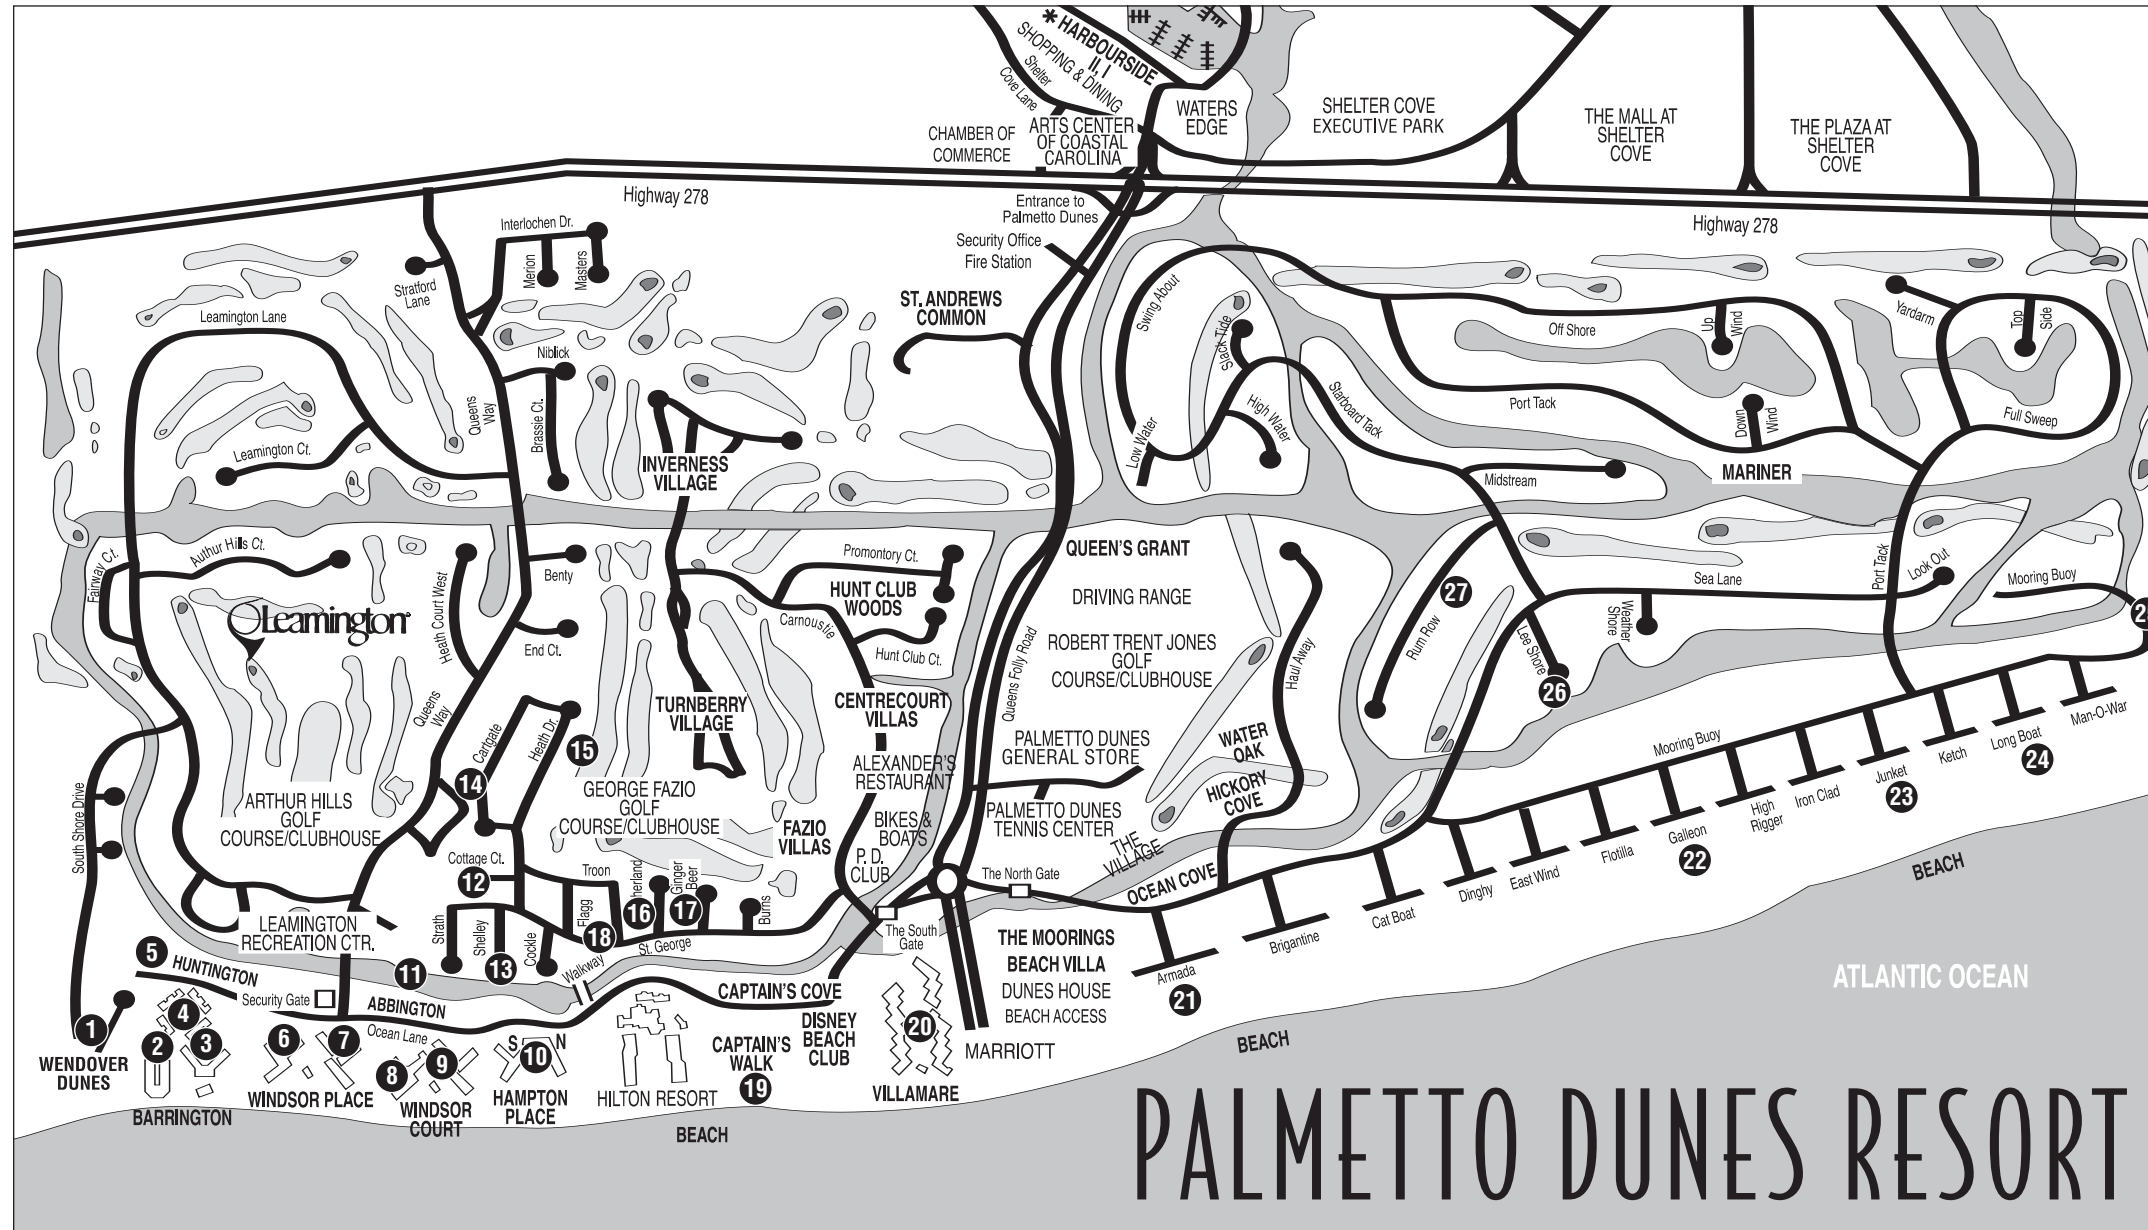 * HARBOURSIDE
II, I
SHOPPING & DINING
Shelter
Cove Lane
WATERS
EDGE
SHELTER COVE
EXECUTIVE PARK
THE MALL AT
SHELTER
COVE
THE PLAZA AT
SHELTER
COVE
CHAMBER OF
COMMERCE
ARTS CENTER
OF COASTAL
CAROLINA
Highway 278
Highway 278
Entrance to
Palmetto Dunes
Security Office
Fire Station
Interlochen Dr.
Merion
Masters
Stratford
Lane
Leamington Lane
ST. ANDREWS
COMMON
Swing About
Slack Tide
Off Shore
Up
Wind
Yardarm
Top
Side
Niblick
Queens
Way
Brassie Ct.
Leamington Ct.
INVERNESS
VILLAGE
Low Water
High Water
Starboard Tack
Port Tack
Down
Wind
Full Sweep
MARINER
Midstream
Fairway Ct.
Authur Hills Ct.
Heath Court West
Benty
Promontory Ct.
HUNT CLUB
WOODS
QUEEN'S GRANT
DRIVING RANGE
Sea Lane
Port Tack
Look Out
Mooring Buoy
Leamington
End Ct.
Carnoustie
Hunt Club Ct.
Queens Folly Road
ROBERT TRENT JONES
GOLF
COURSE/CLUBHOUSE
Haul Away
Rum Row
27
Lee Shore
26
Weather
Shore
Queens
Way
Cartgate
Heath Dr.
15
14
TURNBERRY
VILLAGE
CENTRECOURT
VILLAS
PALMETTO DUNES
GENERAL STORE
WATER
OAK
HICKORY
COVE
Mooring Buoy
Man-O-War
Long Boat
24
Ketch
Junket
23
Iron Clad
High
Rigger
Galleon
22
Flotilla
East Wind
Dinghy
Cat Boat
Brigantine
Armada
21
South Shore Drive
ARTHUR HILLS
GOLF
COURSE/CLUBHOUSE
GEORGE FAZIO
GOLF
COURSE/CLUBHOUSE
ALEXANDER'S
RESTAURANT
PALMETTO DUNES
TENNIS CENTER
FAZIO
VILLAS
BIKES &
BOATS
P. D.
CLUB
THE
VILLAGE
The North Gate
OCEAN COVE
Cottage Ct.
12
Troon
Flagg
16
Ginger
Beer
17
Burns
18
St. George
Strath
Shelley
13
Cockle
Walkway
LEAMINGTON
RECREATION CTR.
The South
Gate
THE MOORINGS
BEACH VILLA
DUNES HOUSE
BEACH ACCESS
5
HUNTINGTON
11
Security Gate
ABBINGTON
Ocean Lane
CAPTAIN'S COVE
DISNEY
BEACH
CLUB
20
MARRIOTT
1
WENDOVER
DUNES
2
4
3
BARRINGTON
6
7
WINDSOR PLACE
8
9
WINDSOR
COURT
S N
10
HAMPTON
PLACE
HILTON RESORT
CAPTAIN'S
WALK
19
VILLAMARE
BEACH
BEACH
BEACH
ATLANTIC OCEAN
PALMETTO DUNES RESORT